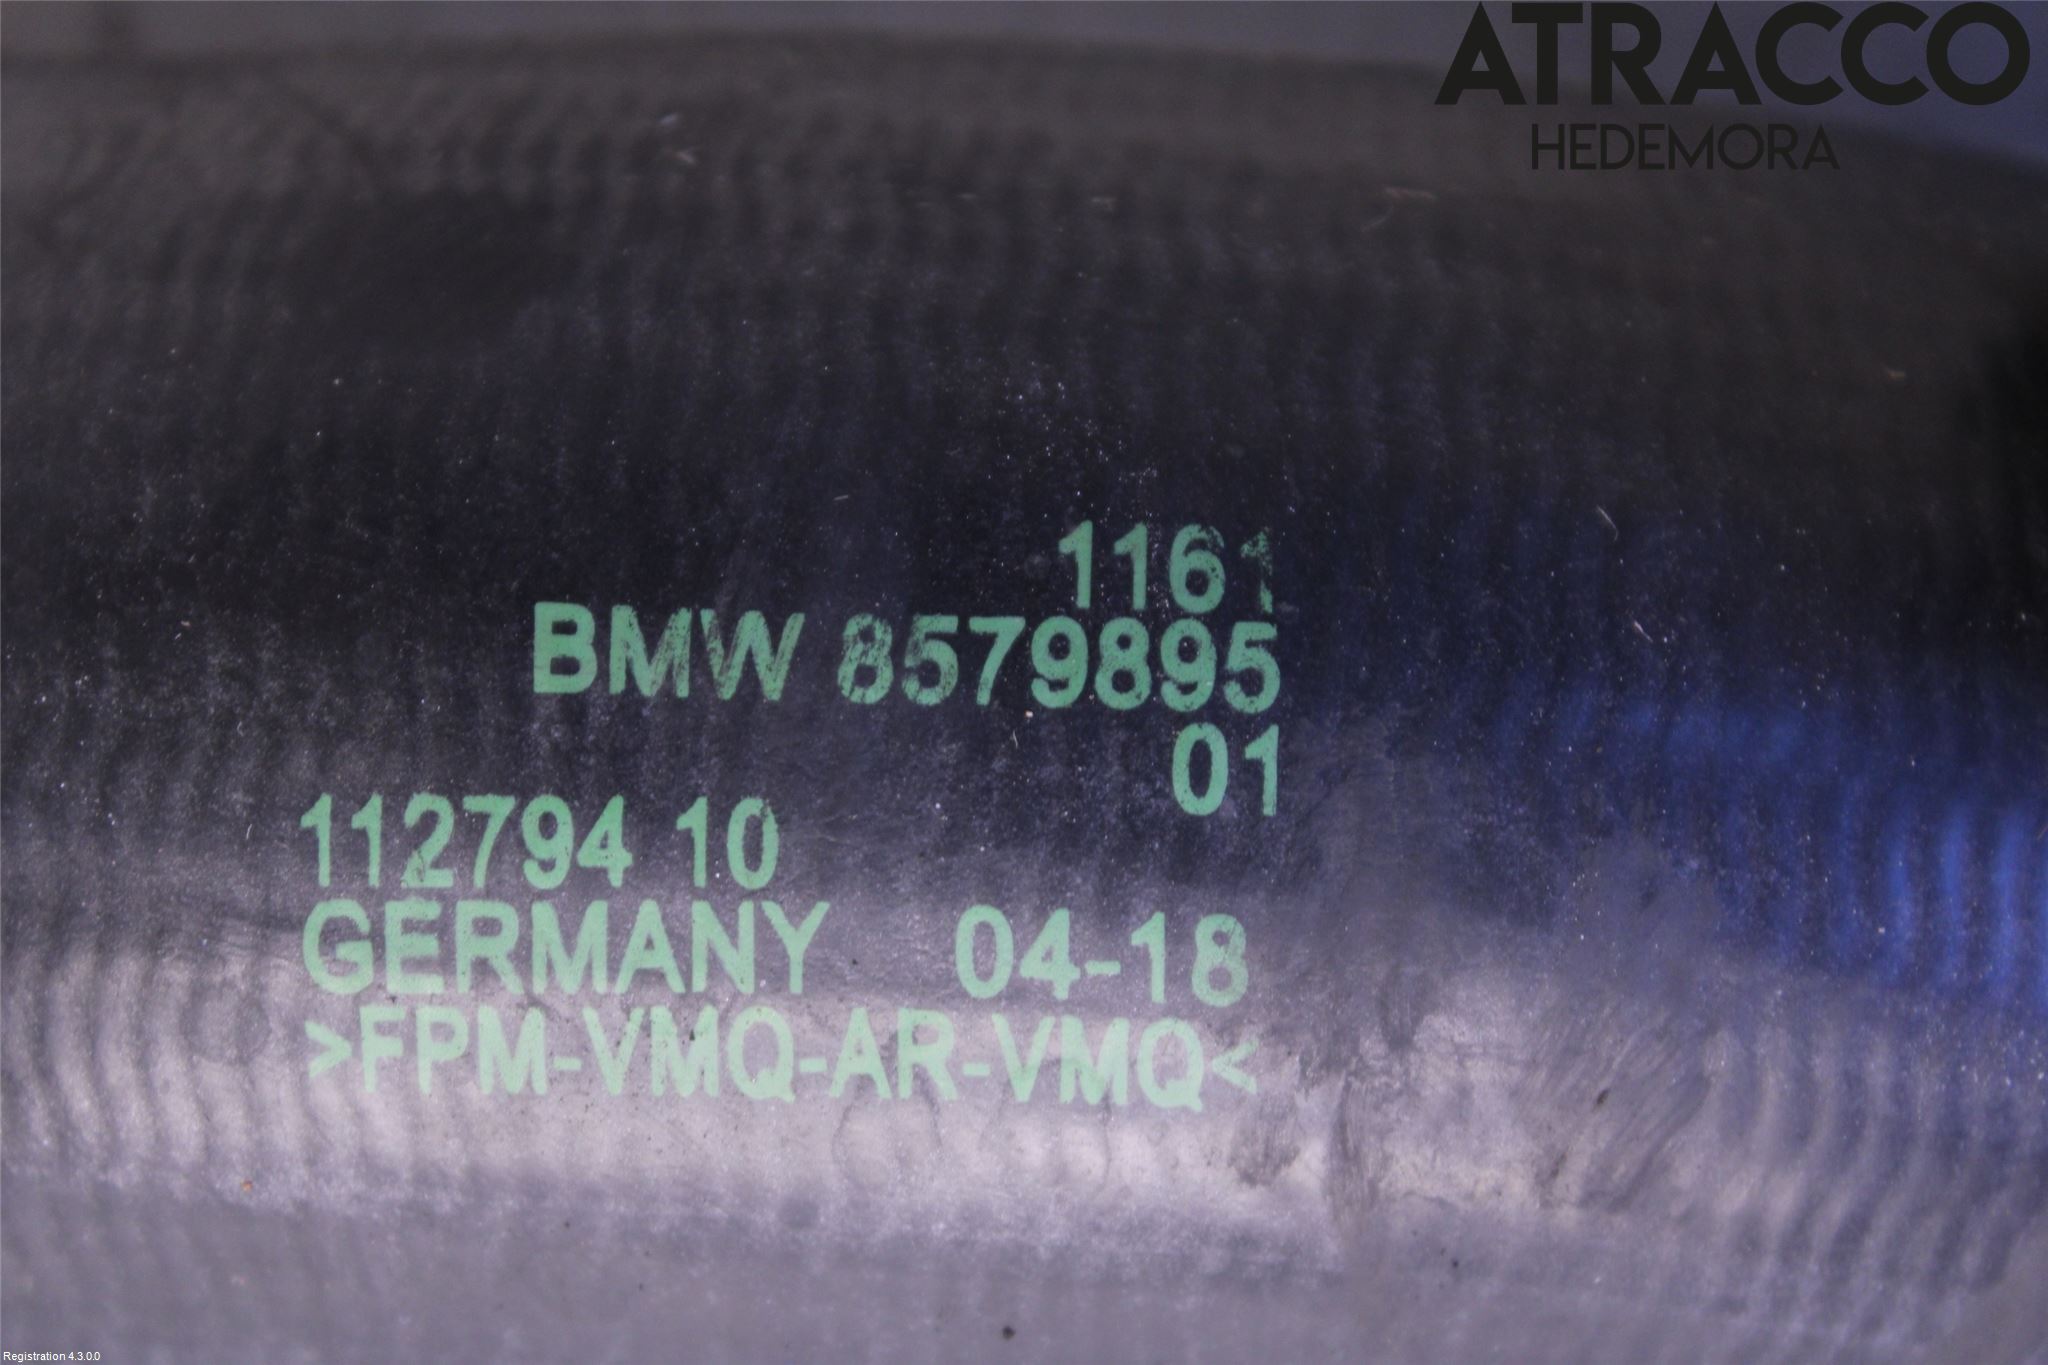 ATRACCO
HEDEMORA
1161
BMW 8579895
01
112794 10
GERMANY 04-18
>FPM-VMQ-AR-VMQ<
Registration 4.3.0.0